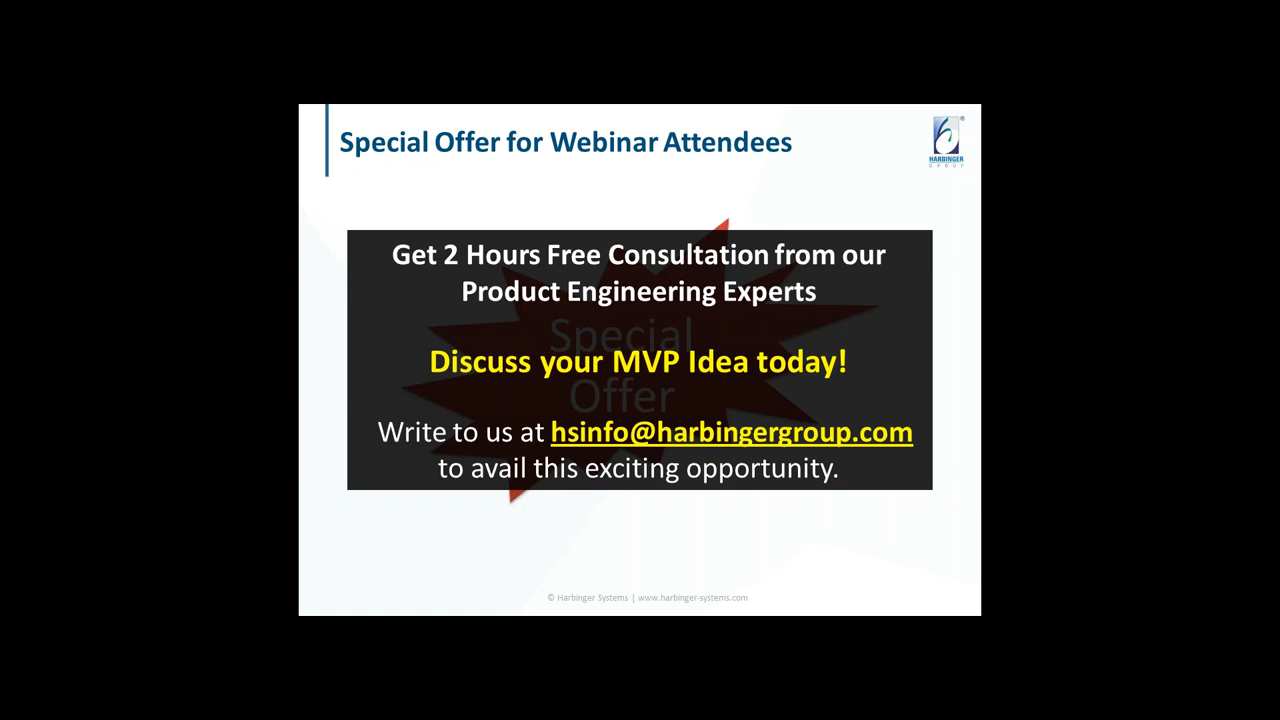 Special Offer for Webinar Attendees
®
HARBINGER
GROUP
Get 2 Hours Free Consultation from our
Product Engineering Experts
Special
Discuss your MVP Idea today!
Offer
Write to us at hsinfo@harbingergroup.com
to avail this exciting opportunity.
© Harbinger Systems | www.harbinger-systems.com